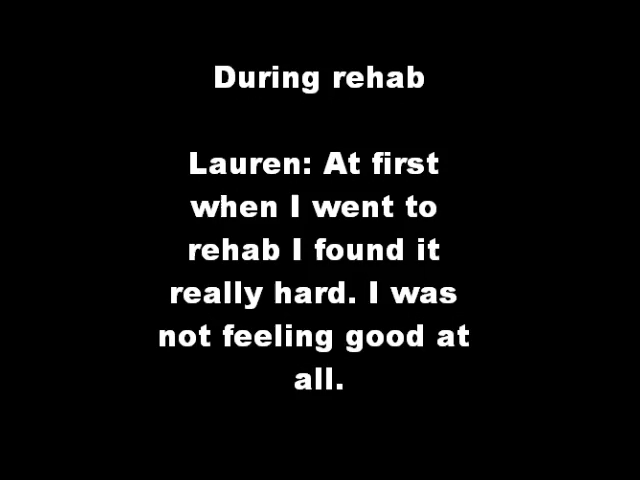 During rehab
Lauren: At first
when I went to
rehab I found it
really hard. I was
not feeling good at
all.